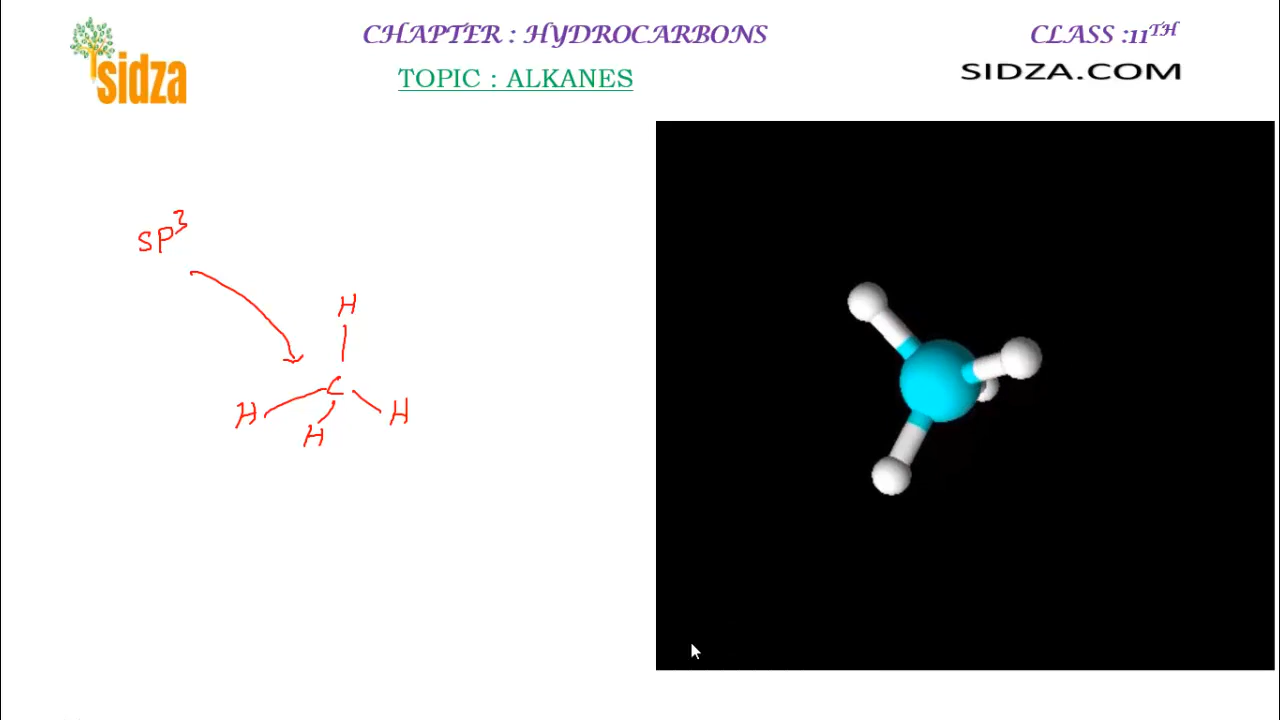 sidza
CHAPTER : HYDROCARBONS
CLASS :11TH
TOPIC : ALKANES
SIDZA.COM
SP3
H
C
H H
H